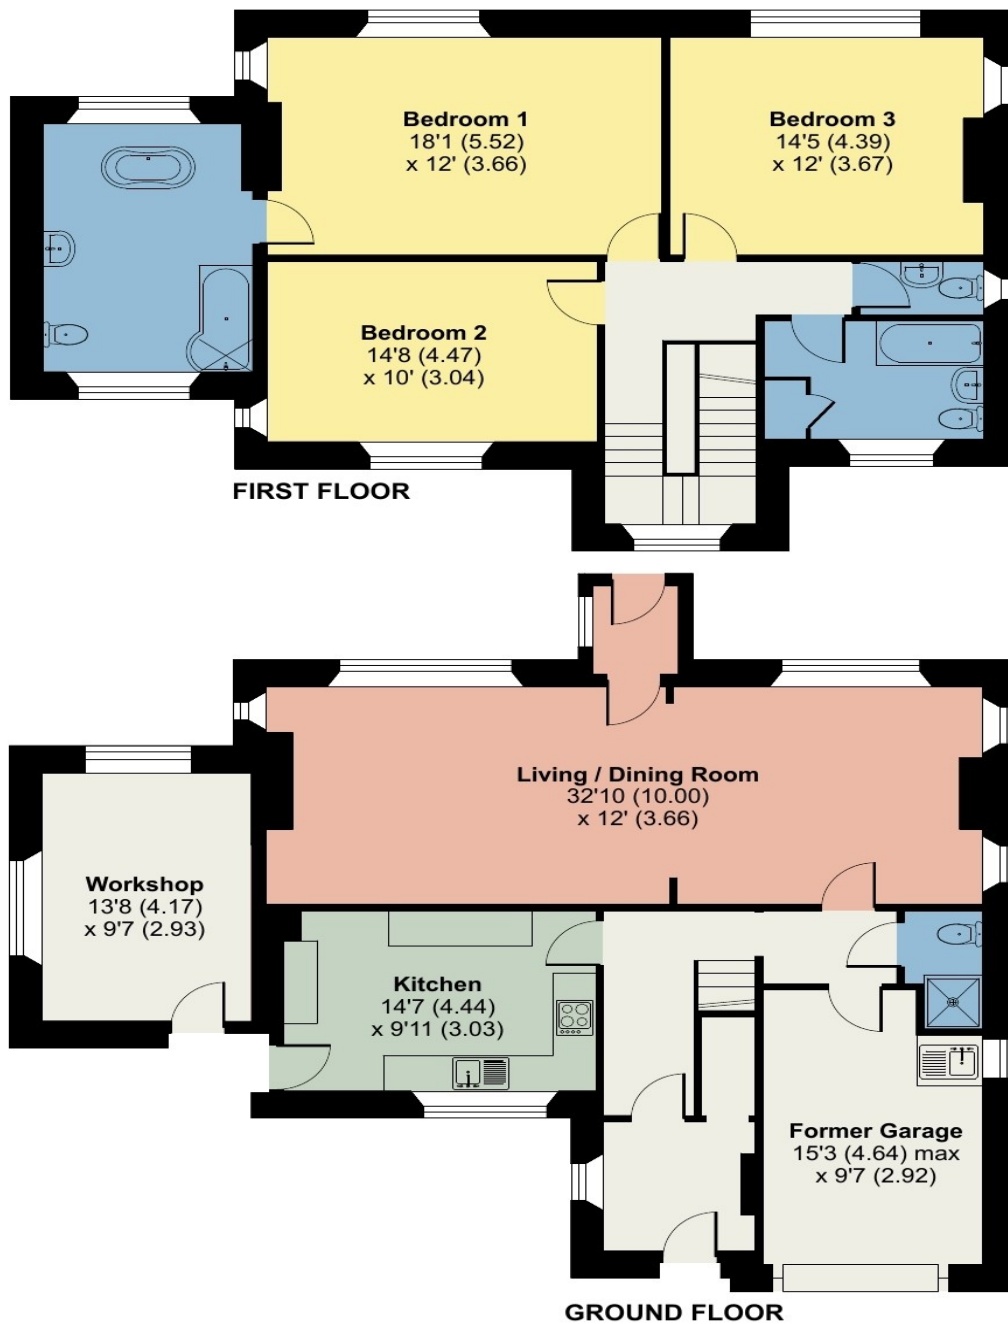 Bedroom 1
18'1 (5.52)
x 12' (3.66)
Bedroom 3
14'5 (4.39)
x 12' (3.67)
Bedroom 2
14'8 (4.47)
x 10' (3.04)
FIRST FLOOR
Living / Dining Room
32'10 (10.00)
x 12' (3.66)
Workshop
13'8 (4.17)
x 9'7 (2.93)
Kitchen
14'7 (4.44)
x 9'11 (3.03)
Former Garage
15'3 (4.64) max
x 9'7 (2.92)
GROUND FLOOR